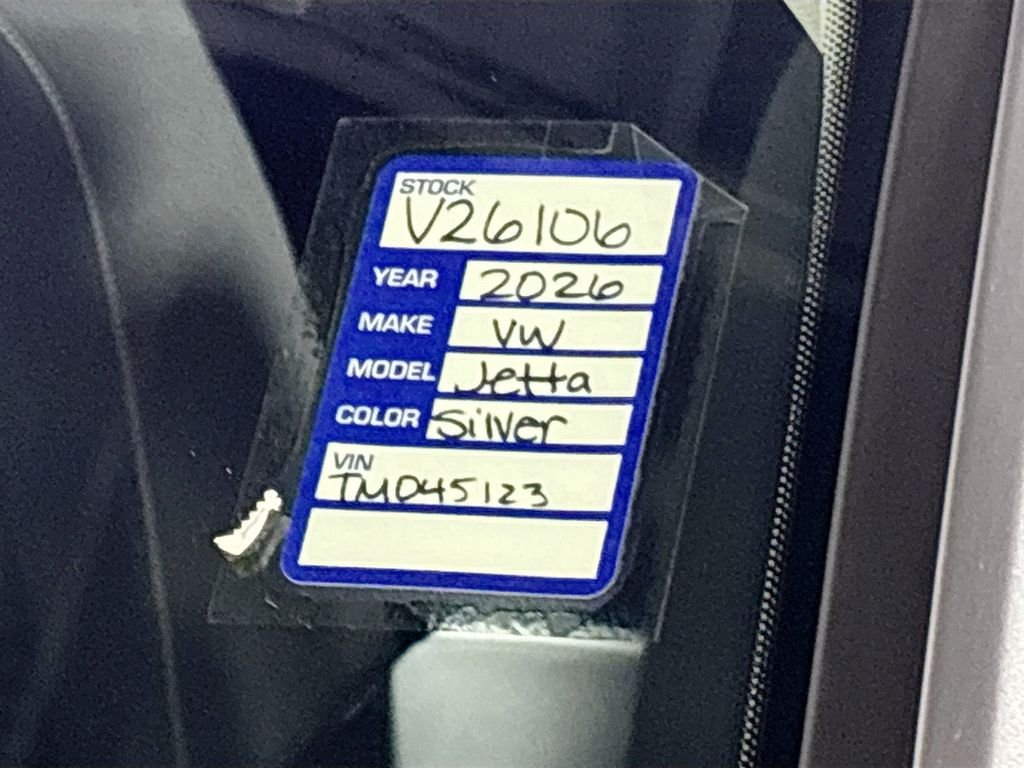 STOCK
V26106
YEAR 2026
MAKE VW
MODEL Jetta
COLOR Silver
VIN
TM045123